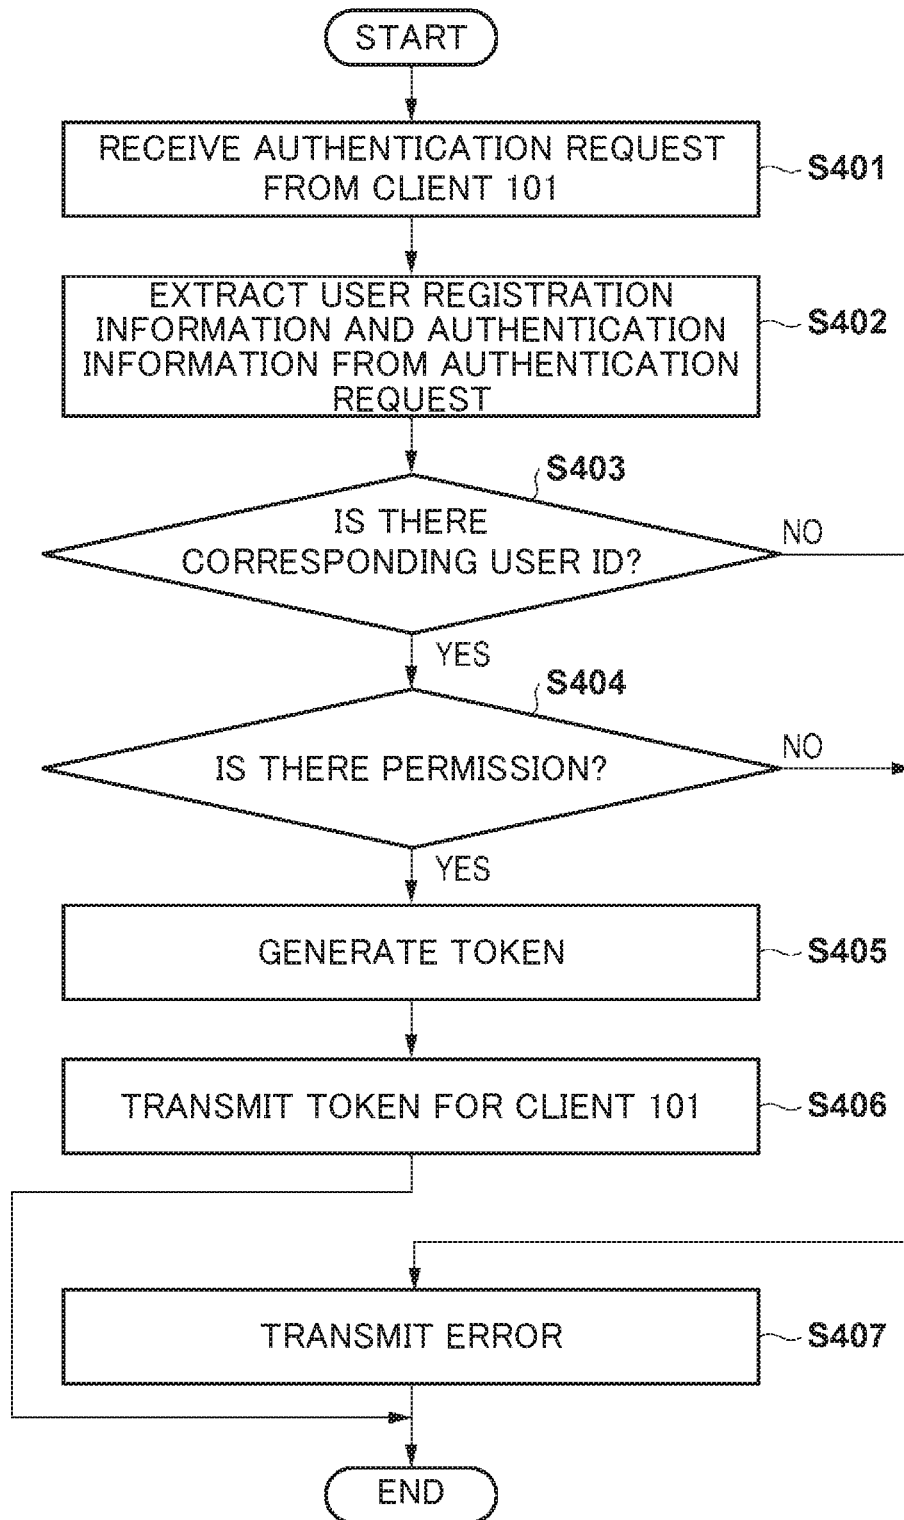 START
RECEIVE AUTHENTICATION REQUEST
FROM CLIENT 101
S401
EXTRACT USER REGISTRATION
INFORMATION AND AUTHENTICATION
INFORMATION FROM AUTHENTICATION
REQUEST
S402
S403
IS THERE
CORRESPONDING USER ID?
NO
YES
S404
IS THERE PERMISSION?
NO
YES
GENERATE TOKEN
S405
TRANSMIT TOKEN FOR CLIENT 101
S406
TRANSMIT ERROR
S407
END